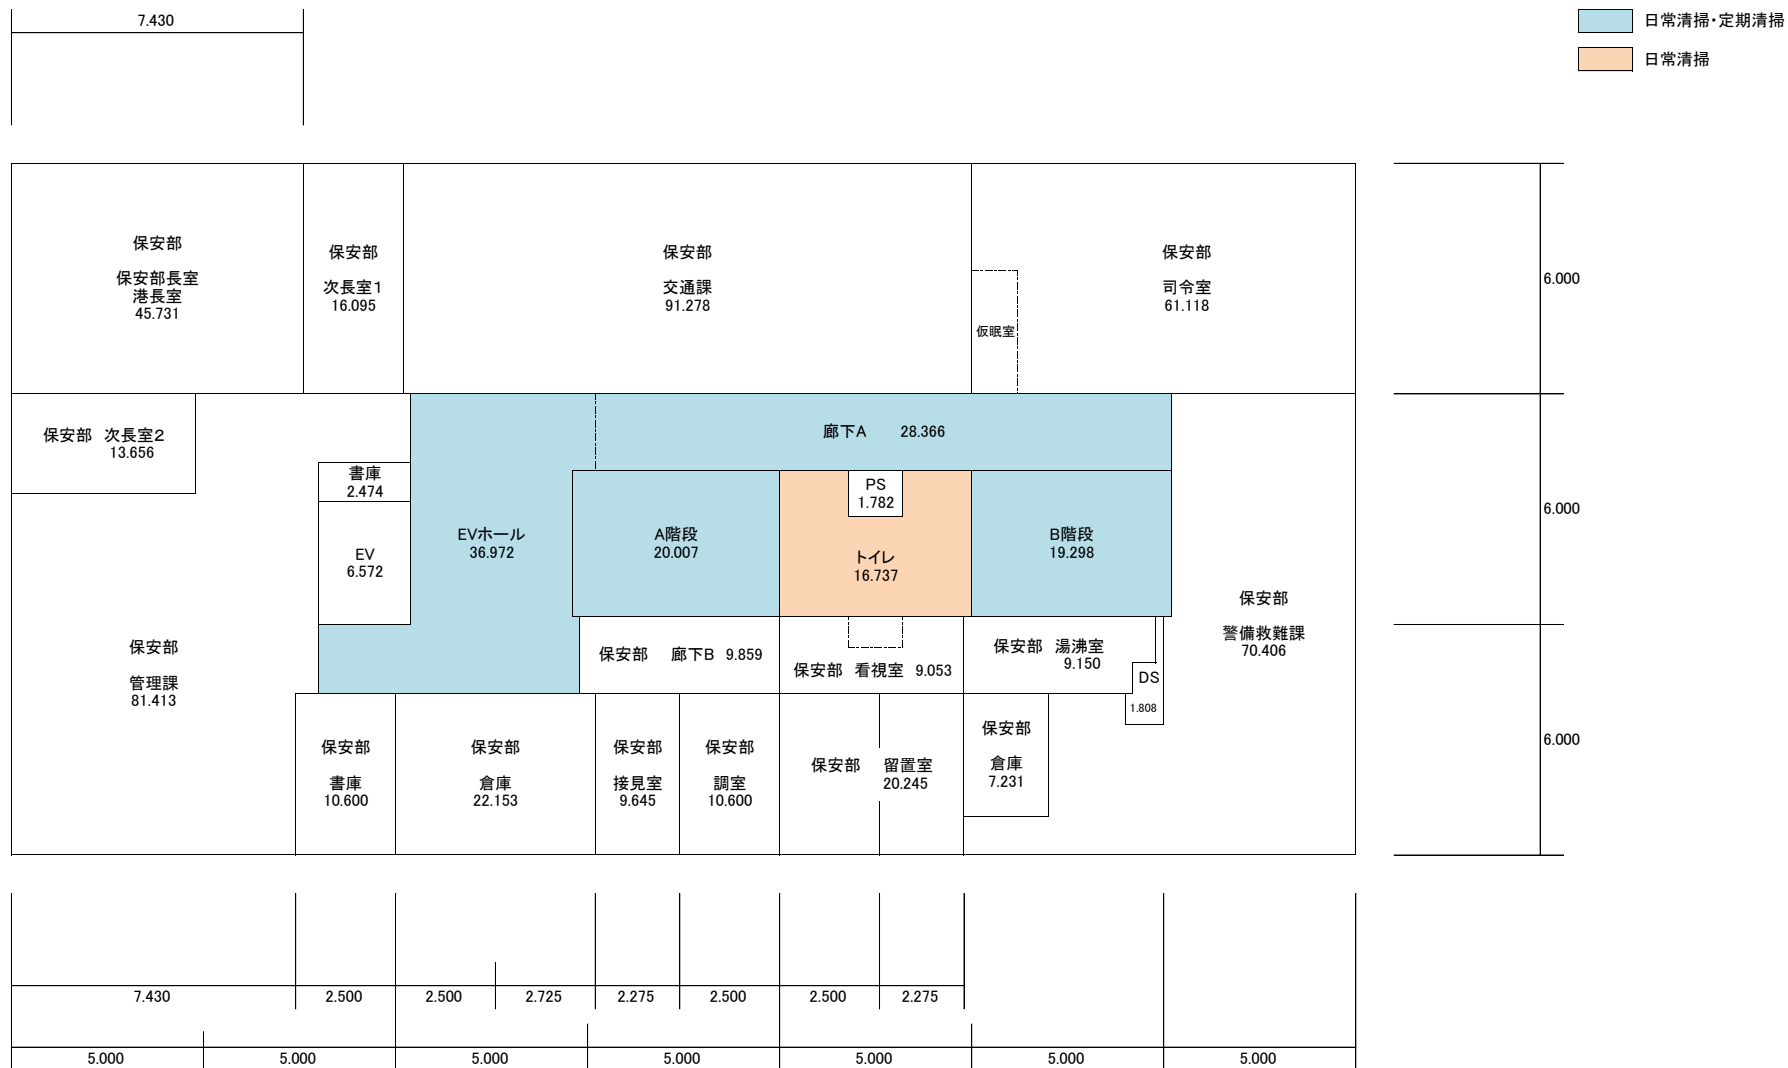 7.430
日常清掃・定期清掃
日常清掃
保安部
保安部長室
港長室
45.731
保安部
次長室1
16.095
保安部
交通課
91.278
保安部
司令室
61.118
仮眠室
6.000
保安部 次長室2
13.656
書庫
2.474
EV
6.572
EVホール
36.972
廊下A 28.366
A階段
20.007
PS
1.782
トイレ
16.737
B階段
19.298
6.000
保安部
管理課
81.413
保安部 廊下B 9.859
保安部 看視室 9.053
保安部 湯沸室
9.150
DS
1.808
保安部
警備救難課
70.406
保安部
書庫
10.600
保安部
倉庫
22.153
保安部
接見室
9.645
保安部
調室
10.600
保安部 留置室
20.245
保安部
倉庫
7.231
6.000
7.430 2.500 2.500 2.725 2.275 2.500 2.500 2.275
5.000 5.000 5.000 5.000 5.000 5.000 5.000